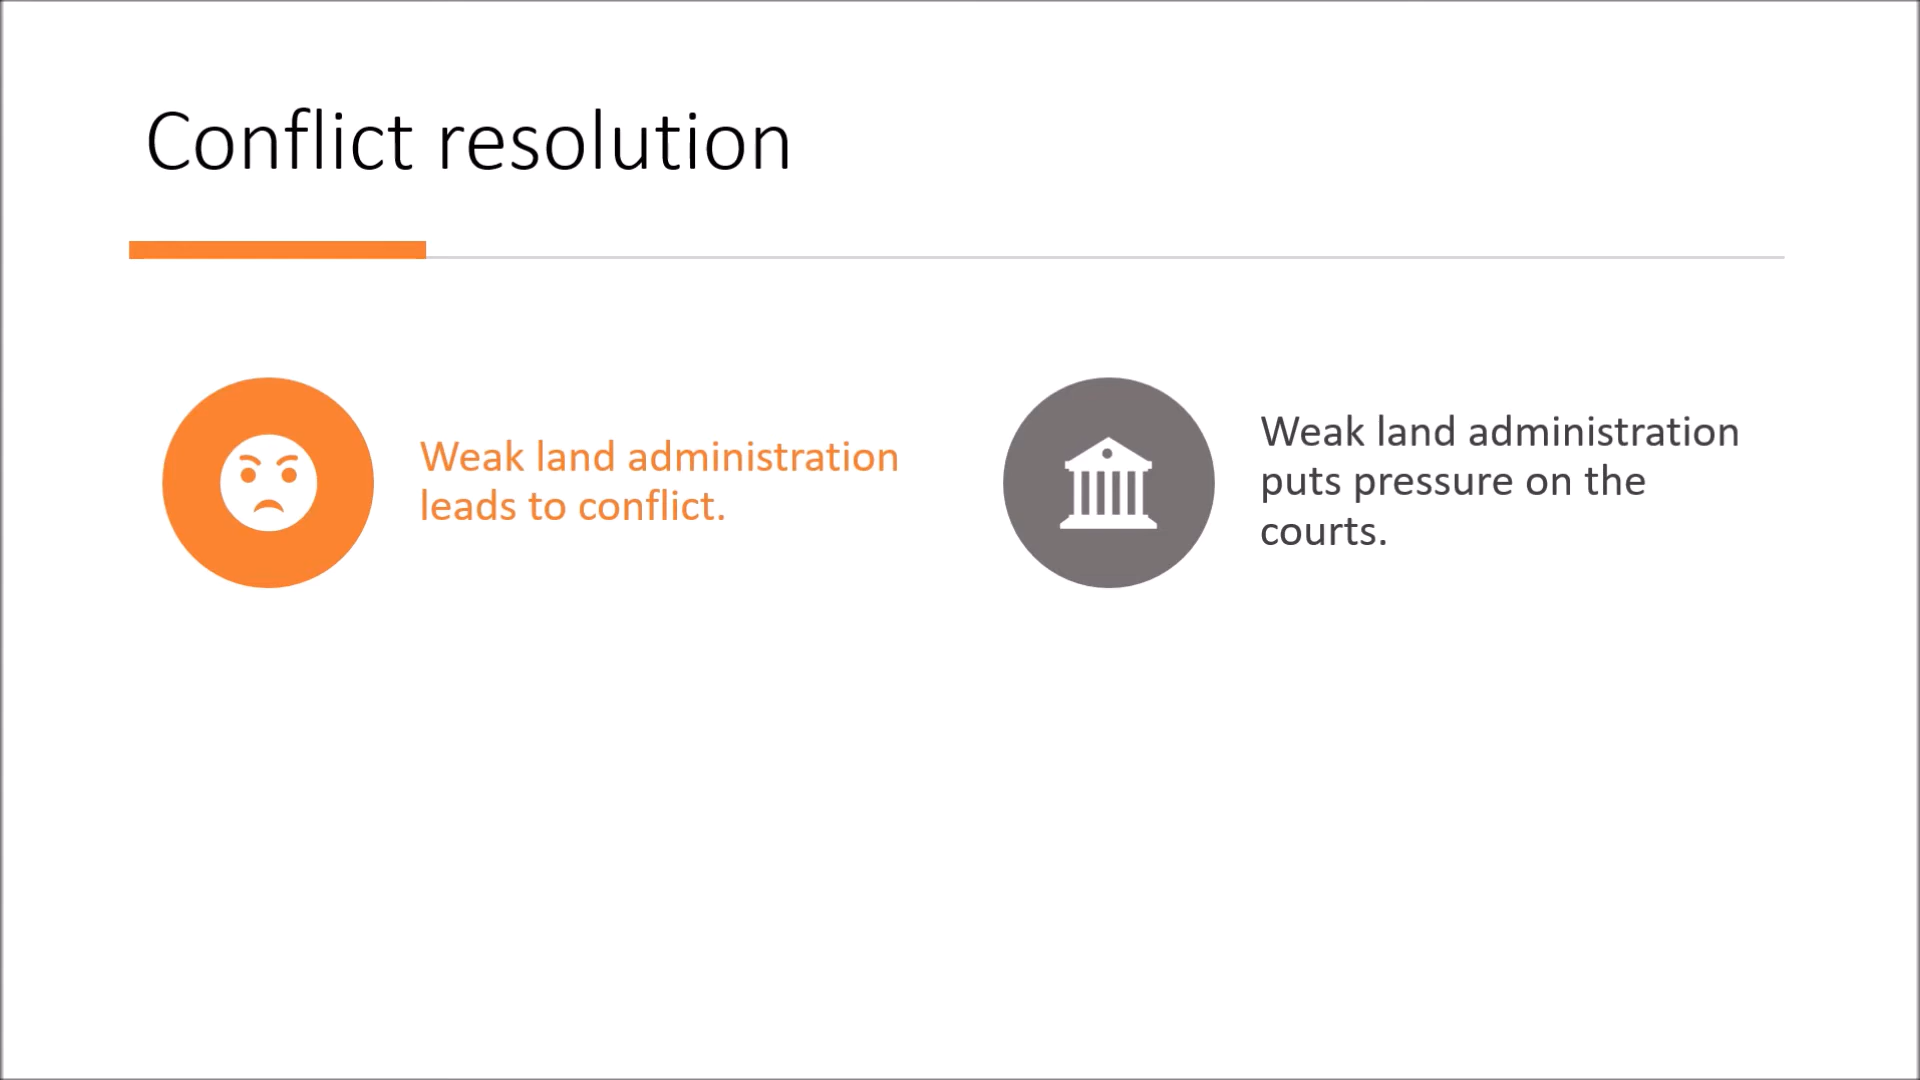 Conflict resolution
Weak land administration
leads to conflict.
Weak land administration
puts pressure on the
courts.